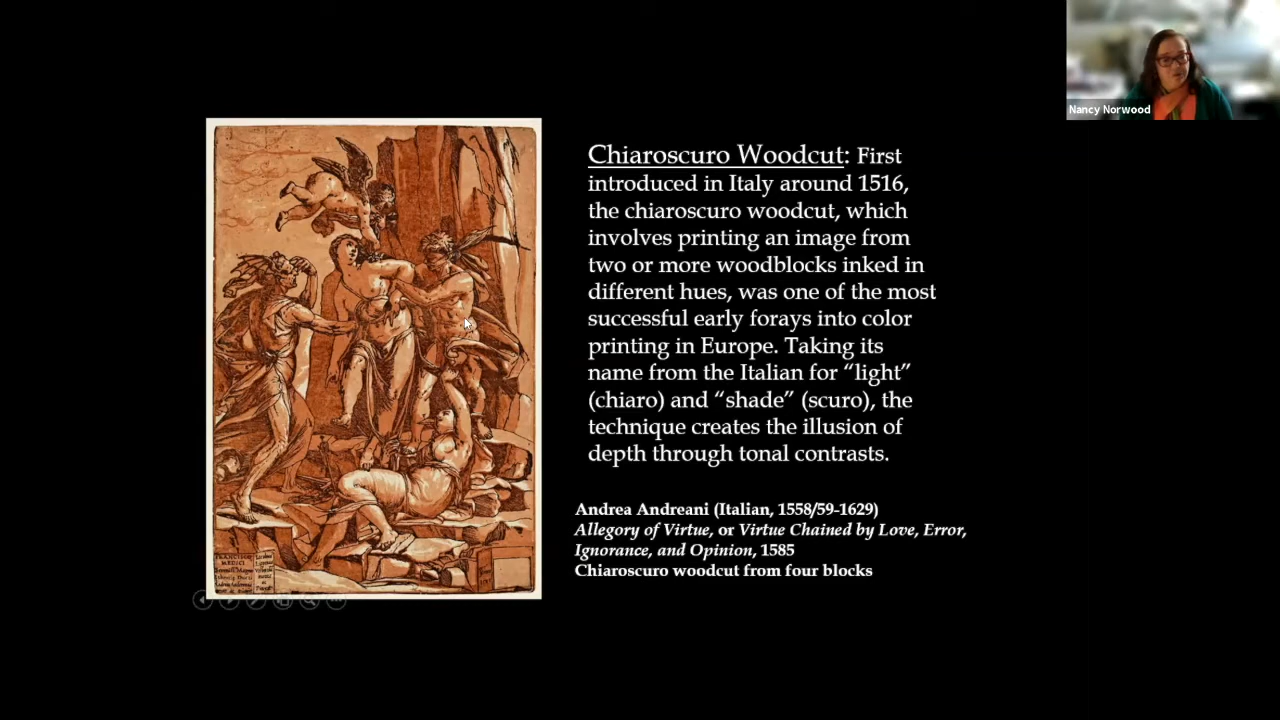 Nancy Norwood
Chiaroscuro Woodcut: First
introduced in Italy around 1516,
the chiaroscuro woodcut, which
involves printing an image from
two or more woodblocks inked in
different hues, was one of the most
successful early forays into color
printing in Europe. Taking its
name from the Italian for “light”
(chiaro) and “shade” (scuro), the
technique creates the illusion of
depth through tonal contrasts.
Andrea Andreani (Italian, 1558/59-1629)
Allegory of Virtue, or Virtue Chained by Love, Error,
Ignorance, and Opinion, 1585
Chiaroscuro woodcut from four blocks
MEDICI